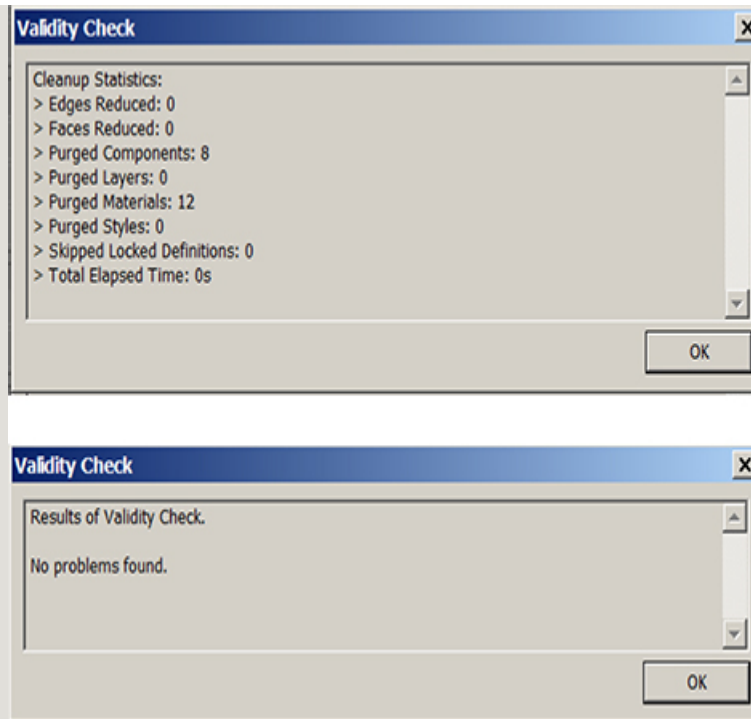 Validity Check
Cleanup Statistics:
> Edges Reduced: 0
> Faces Reduced: 0
> Purged Components: 8
> Purged Layers: 0
> Purged Materials: 12
> Purged Styles: 0
> Skipped Locked Definitions: 0
> Total Elapsed Time: 0s
OK
Validity Check
Results of Validity Check.
No problems found.
OK